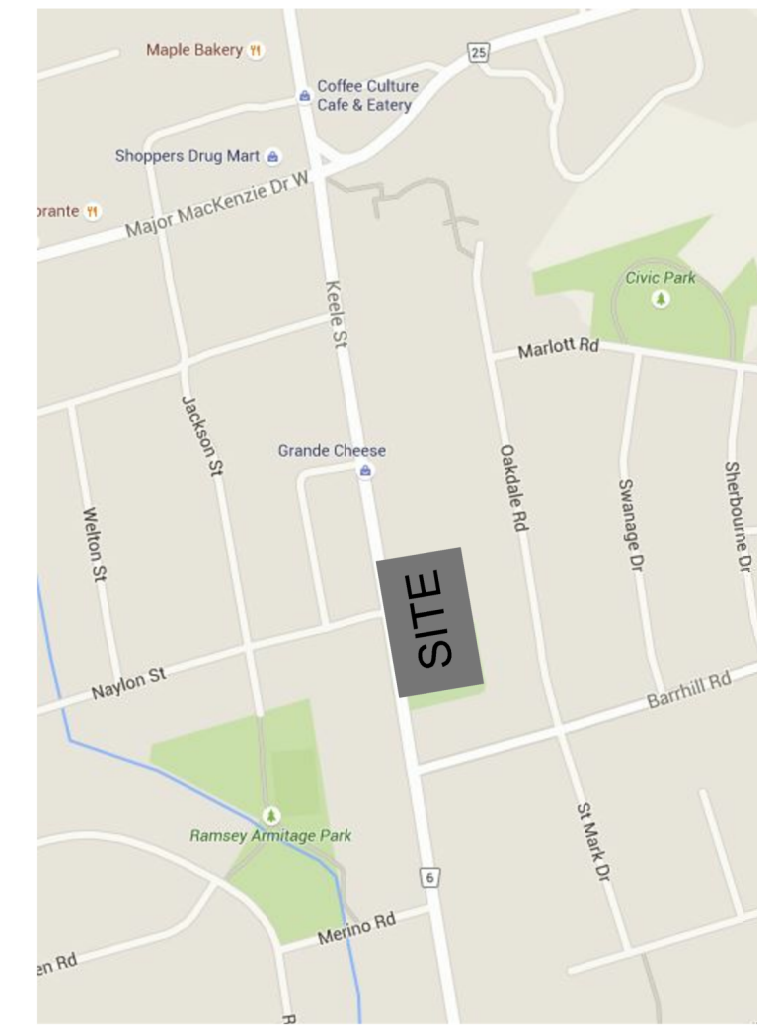 Maple Bakery
25
Coffee Culture
Cafe & Eatery
Shoppers Drug Mart
Major MacKenzie Dr W
orante
Civic Park
Keele St
Marlott Rd
Jackson St
Grande Cheese
Oakdale Rd
Sherbourne Dr
Swanage Dr
Welton St
SITE
Naylon St
Barrhill Rd
Ramsey Armitage Park
St Mark Dr
6
Merino Rd
en Rd
R